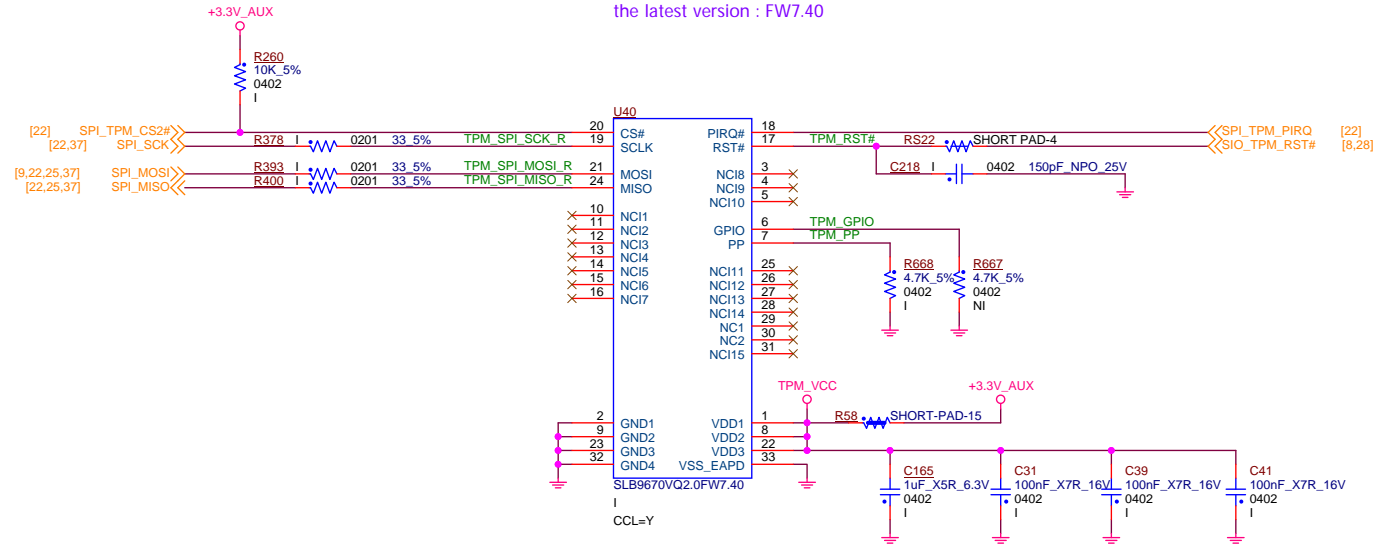 the latest version : FW7.40
+3.3V_AUX
R260
10K_5%
0402
I
U40
[22] SPI_TPM_CS2# 20 CS# PIRQ# 18 SPI_TPM_PIRQ [22]
[22,37] SPI_SCK R378 I 0201 33_5% TPM_SPI_SCK_R 19 SCLK RST# 17 TPM_RST# RS22 SHORT PAD-4 SIO_TPM_RST# [8,28]
[9,22,25,37] SPI_MOSI R393 I 0201 33_5% TPM_SPI_MOSI_R 21 MOSI NCI8 3 C218 I 0402 150pF_NPO_25V
[22,25,37] SPI_MISO R400 I 0201 33_5% TPM_SPI_MISO_R 24 MISO NCI9 4
NCI10 5
10 NCI1
11 NCI2 GPIO 6 TPM_GPIO
12 NCI3 PP 7 TPM_PP
13 NCI4
14 NCI5 NCI11 25
15 NCI6 NCI12 26
16 NCI7 NCI13 27
NCI14 28
NC1 29
NC2 30
NCI15 31
R668 R667
4.7K_5% 4.7K_5%
0402 0402
I NI
TPM_VCC +3.3V_AUX
2 GND1 VDD1 1 R58 SHORT-PAD-15
9 GND2 VDD2 8
23 GND3 VDD3 22
32 GND4 VSS_EAPD 33
SLB9670VQ2.0FW7.40
I
CCL=Y
C165 C31 C39 C41
1uF_X5R_6.3V 100nF_X7R_16V 100nF_X7R_16V 100nF_X7R_16V
0402 0402 0402 0402
I I I I